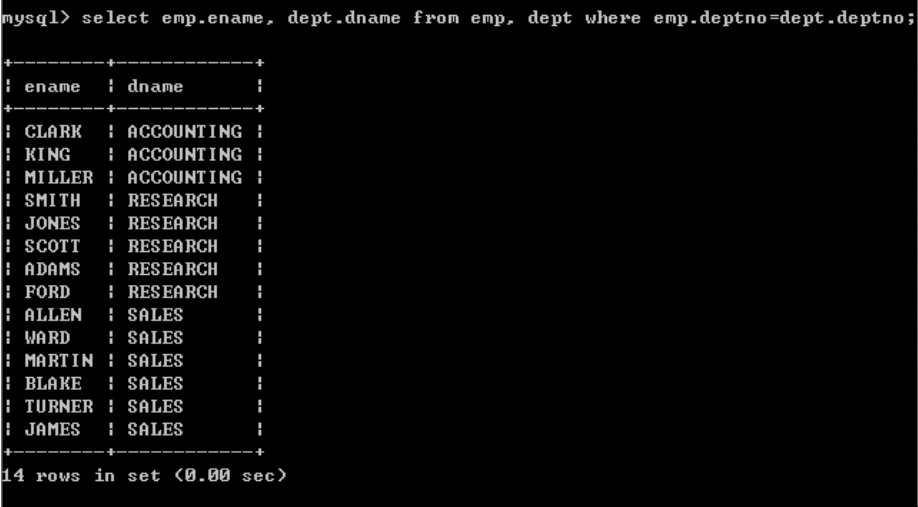 mysql> select emp.ename, dept.dname from emp, dept where emp.deptno=dept.deptno;
+--------+------------+
| ename  | dname      |
+--------+------------+
| CLARK  | ACCOUNTING |
| KING   | ACCOUNTING |
| MILLER | ACCOUNTING |
| SMITH  | RESEARCH   |
| JONES  | RESEARCH   |
| SCOTT  | RESEARCH   |
| ADAMS  | RESEARCH   |
| FORD   | RESEARCH   |
| ALLEN  | SALES      |
| WARD   | SALES      |
| MARTIN | SALES      |
| BLAKE  | SALES      |
| TURNER | SALES      |
| JAMES  | SALES      |
+--------+------------+
14 rows in set (0.00 sec)